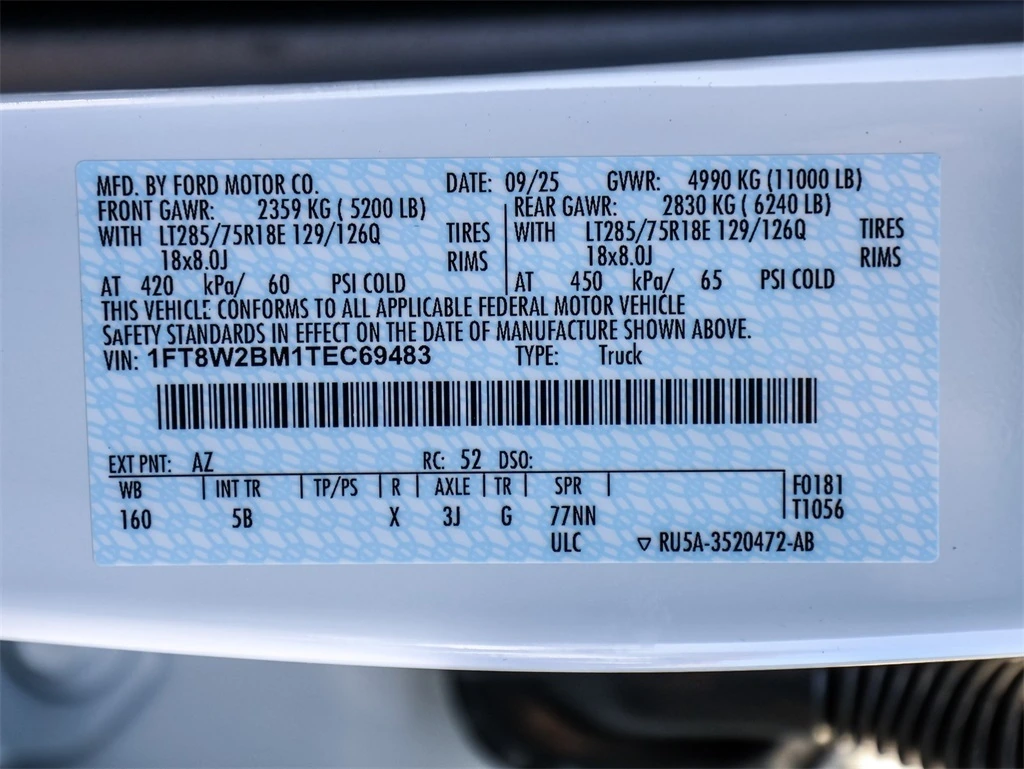 MFD. BY FORD MOTOR CO. DATE: 09/25 GVWR: 4990 KG (11000 LB)
FRONT GAWR: 2359 KG ( 5200 LB) REAR GAWR: 2830 KG ( 6240 LB)
WITH LT285/75R18E 129/126Q TIRES WITH LT285/75R18E 129/126Q TIRES
18x8.0J RIMS 18x8.0J RIMS
AT 420 kPa/ 60 PSI COLD AT 450 kPa/ 65 PSI COLD
THIS VEHICLE CONFORMS TO ALL APPLICABLE FEDERAL MOTOR VEHICLE
SAFETY STANDARDS IN EFFECT ON THE DATE OF MANUFACTURE SHOWN ABOVE.
VIN: 1FT8W2BM1TEC69483 TYPE: Truck
EXT PNT: AZ RC: 52 DSO:
WB INT TR TP/PS R AXLE TR SPR F0181
160 5B X 3J G 77NN T1056
ULC ▽ RU5A-3520472-AB